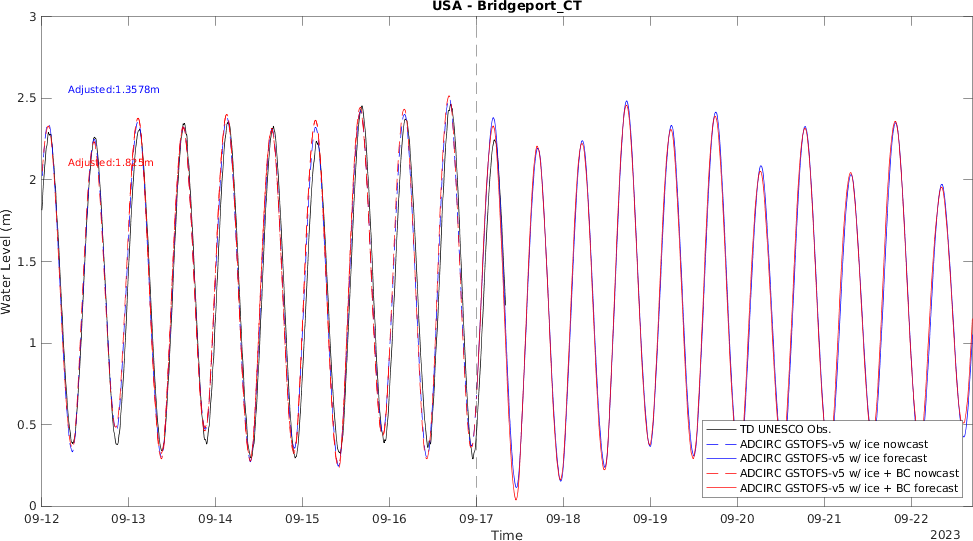 USA - Bridgeport_CT
3
2.5
2
1.5
1
0.5
0
Water Level (m)
Adjusted:1.3578m
Adjusted:1.825m
TD UNESCO Obs.
ADCIRC GSTOFS-v5 w/ ice nowcast
ADCIRC GSTOFS-v5 w/ ice forecast
ADCIRC GSTOFS-v5 w/ ice + BC nowcast
ADCIRC GSTOFS-v5 w/ ice + BC forecast
09-12 09-13 09-14 09-15 09-16 09-17 09-18 09-19 09-20 09-21 09-22
Time
2023